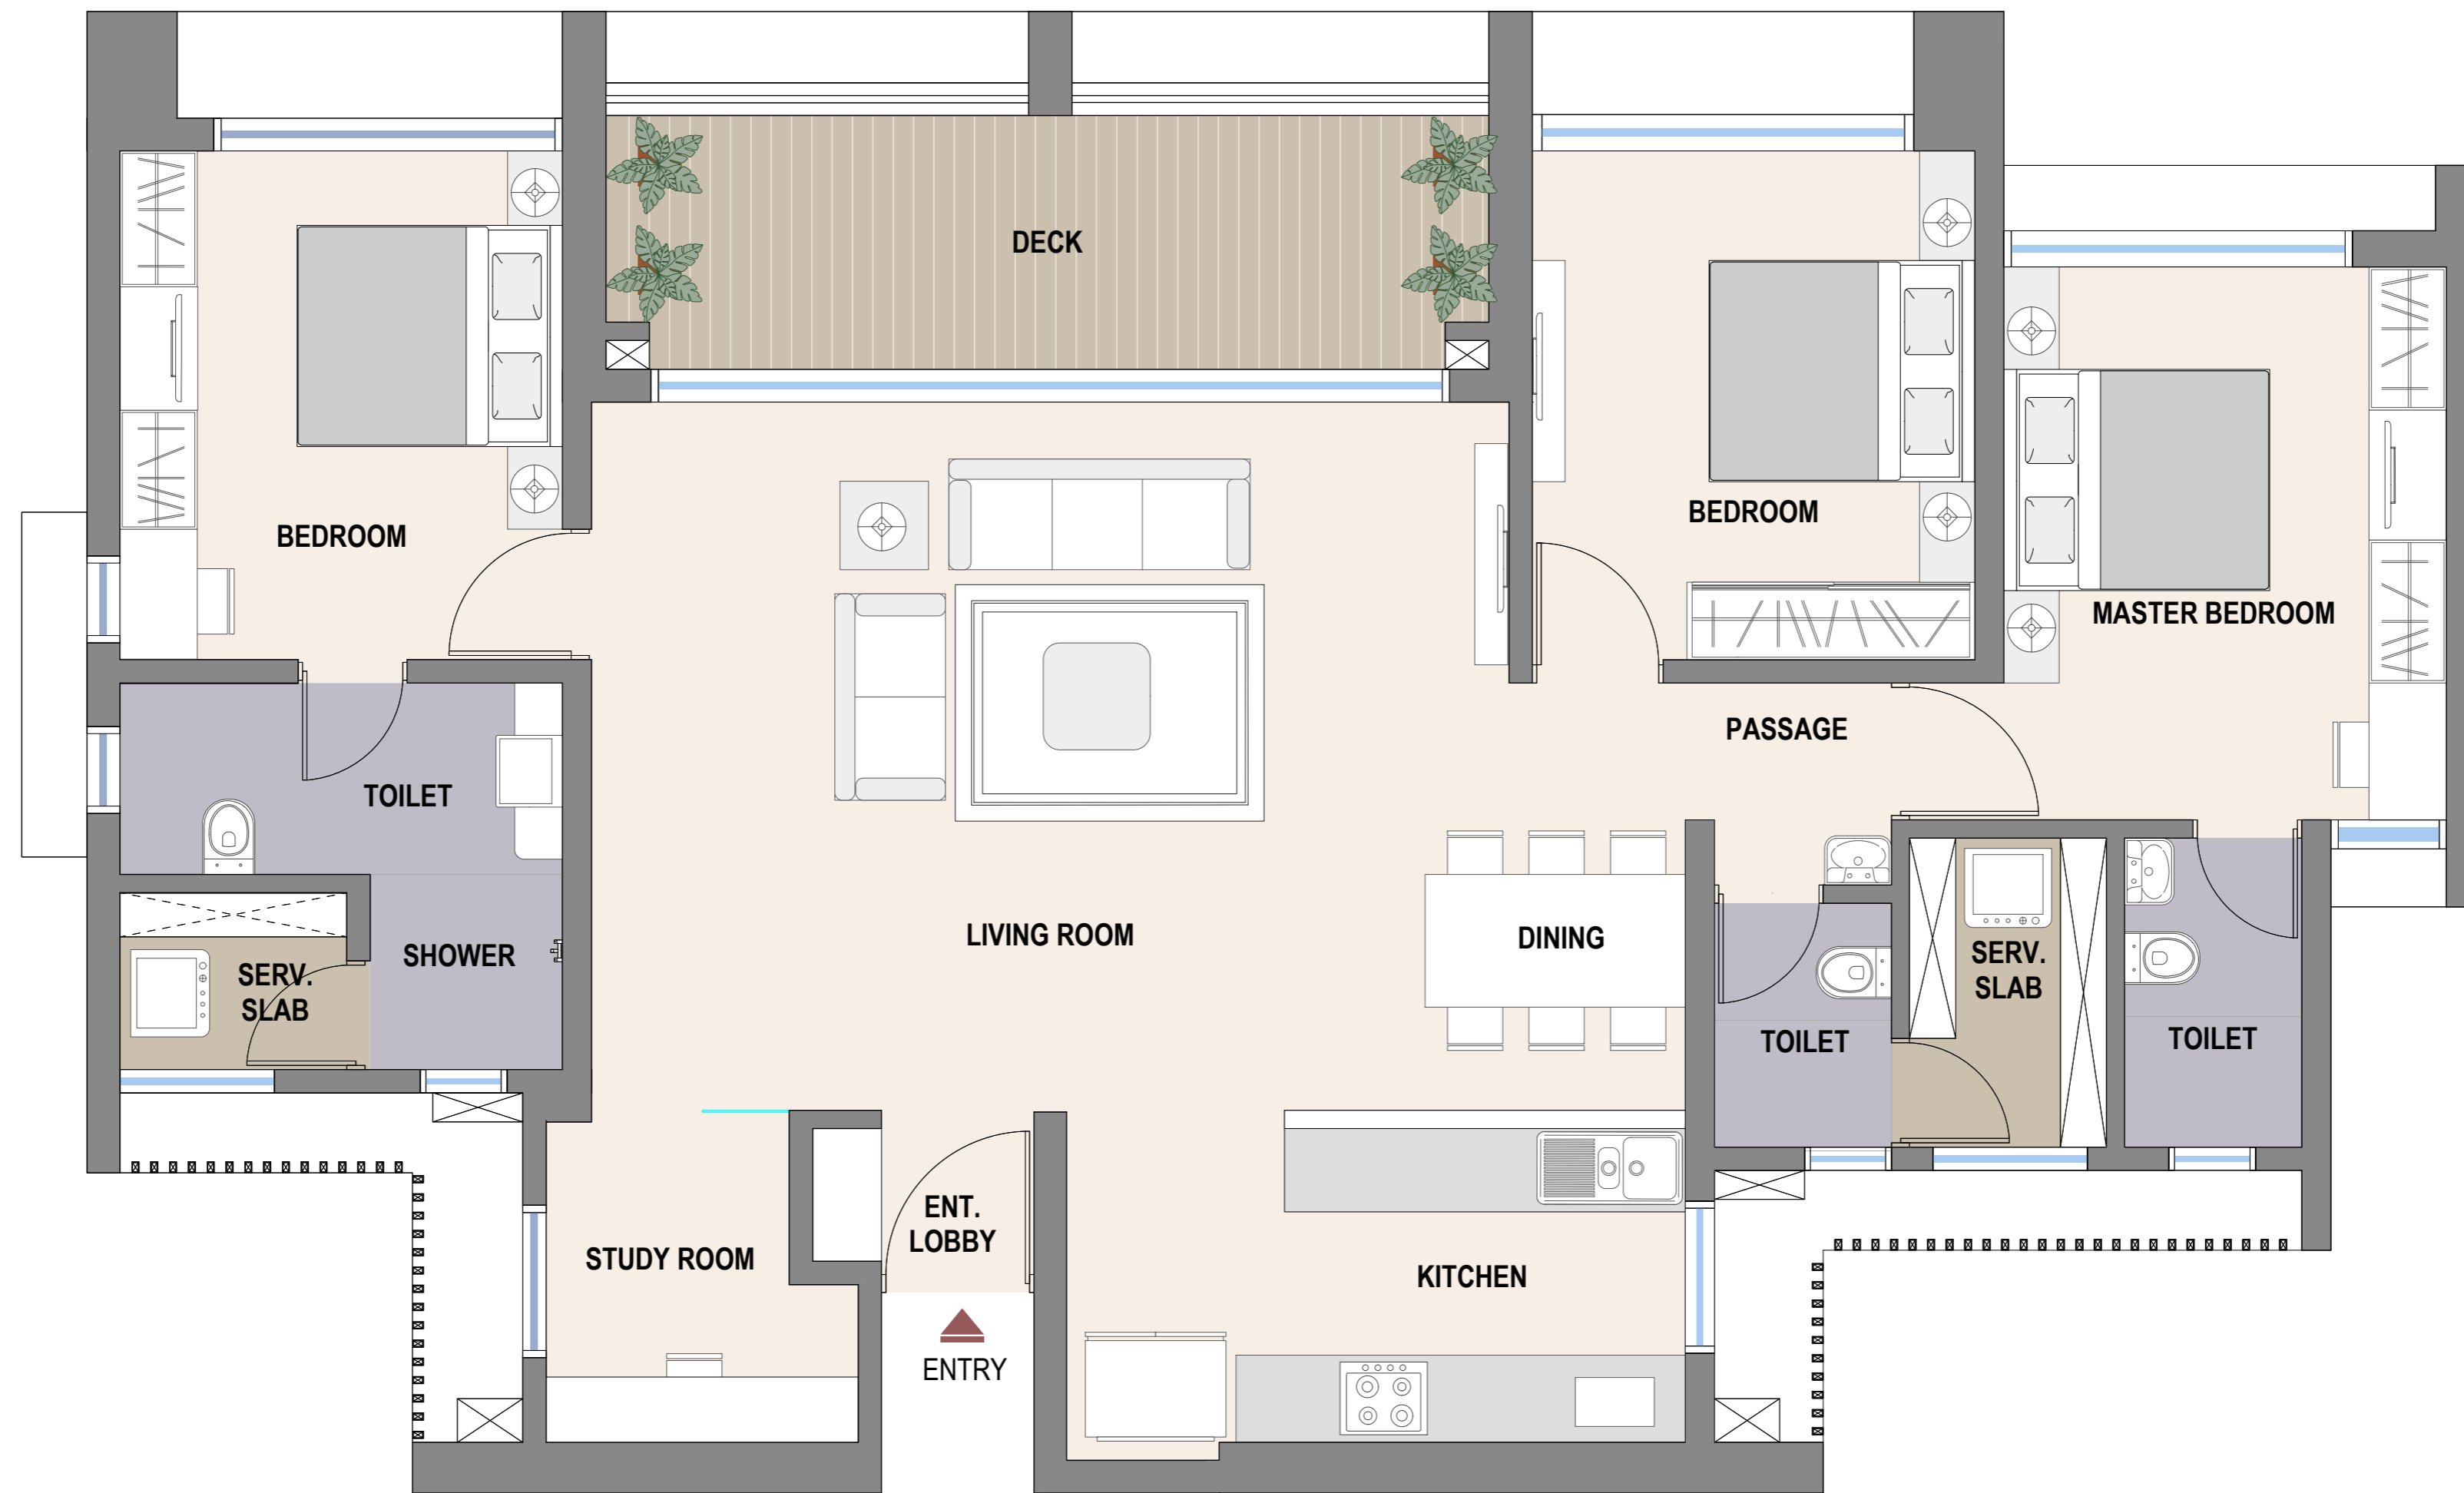 DECK
BEDROOM
BEDROOM
MASTER BEDROOM
PASSAGE
TOILET
LIVING ROOM
DINING
SHOWER
SERV.
SLAB
SERV.
SLAB
TOILET
TOILET
ENT.
LOBBY
STUDY ROOM
KITCHEN
ENTRY